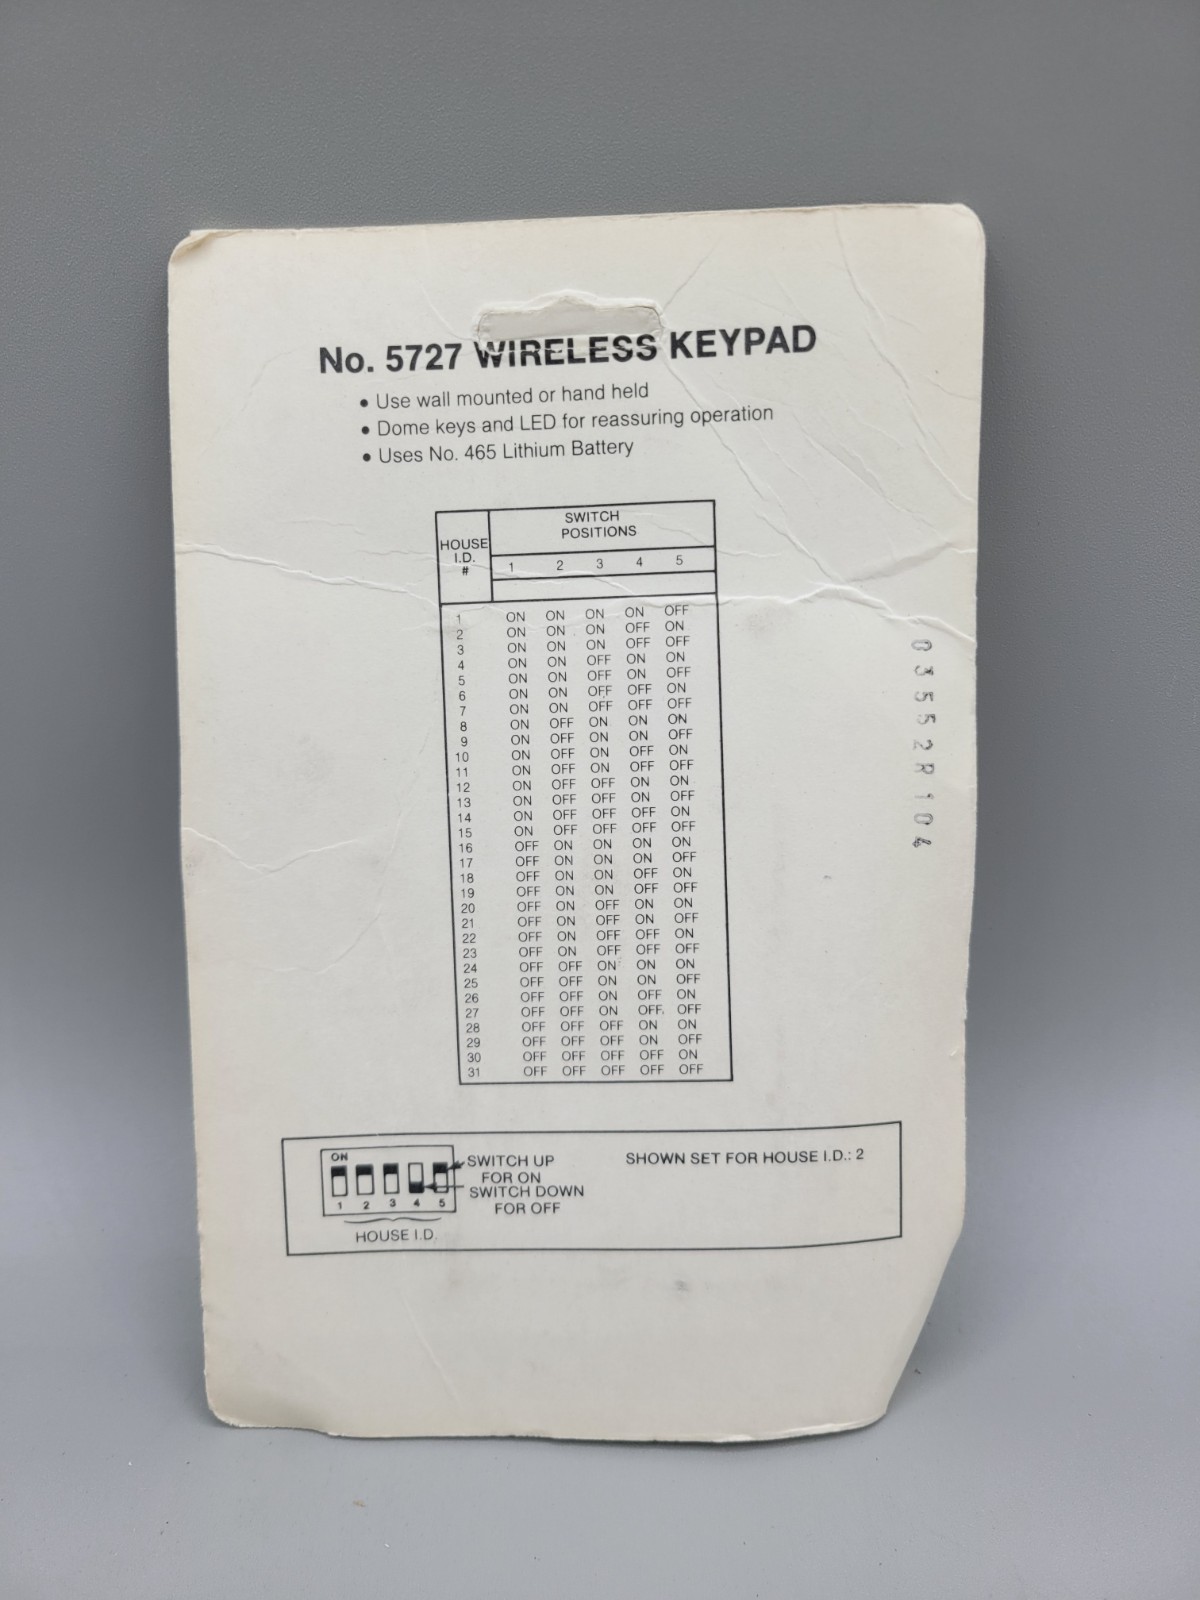 No. 5727 WIRELESS KEYPAD
• Use wall mounted or hand held
• Dome keys and LED for reassuring operation
• Uses No. 465 Lithium Battery
HOUSE I.D. #
SWITCH POSITIONS
1 2 3 4 5
1 ON ON ON ON OFF
2 ON ON ON OFF ON
3 ON ON ON OFF OFF
4 ON ON OFF ON ON
5 ON ON OFF ON OFF
6 ON ON OFF OFF ON
7 ON ON OFF OFF OFF
8 ON OFF ON ON ON
9 ON OFF ON ON OFF
10 ON OFF ON OFF ON
11 ON OFF ON OFF OFF
12 ON OFF OFF ON ON
13 ON OFF OFF ON OFF
14 ON OFF OFF OFF ON
15 ON OFF OFF OFF OFF
16 OFF ON ON ON ON
17 OFF ON ON ON OFF
18 OFF ON ON OFF ON
19 OFF ON ON OFF OFF
20 OFF ON OFF ON ON
21 OFF ON OFF ON OFF
22 OFF ON OFF OFF ON
23 OFF ON OFF OFF OFF
24 OFF OFF ON ON ON
25 OFF OFF ON ON OFF
26 OFF OFF ON OFF ON
27 OFF OFF ON OFF. OFF
28 OFF OFF OFF ON ON
29 OFF OFF OFF ON OFF
30 OFF OFF OFF OFF ON
31 OFF OFF OFF OFF OFF
03552R104
ON
1 2 3 4 5
HOUSE I.D.
SWITCH UP
FOR ON
SWITCH DOWN
FOR OFF
SHOWN SET FOR HOUSE I.D.: 2